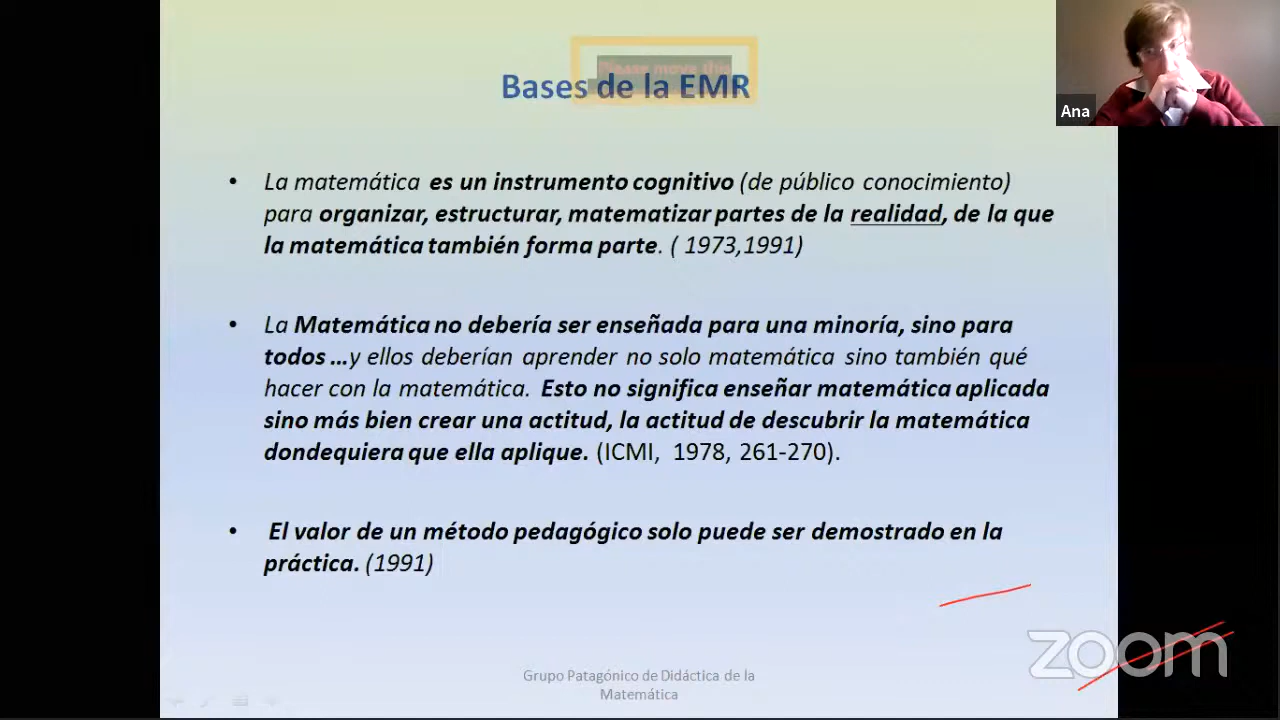 Please move this
Bases de la EMR
Ana
• La matemática es un instrumento cognitivo (de público conocimiento)
para organizar, estructurar, matematizar partes de la realidad, de la que
la matemática también forma parte. ( 1973,1991)
• La Matemática no debería ser enseñada para una minoría, sino para
todos ...y ellos deberían aprender no solo matemática sino también qué
hacer con la matemática. Esto no significa enseñar matemática aplicada
sino más bien crear una actitud, la actitud de descubrir la matemática
dondequiera que ella aplique. (ICMI, 1978, 261-270).
• El valor de un método pedagógico solo puede ser demostrado en la
práctica. (1991)
zoom
Grupo Patagónico de Didáctica de la
Matemática